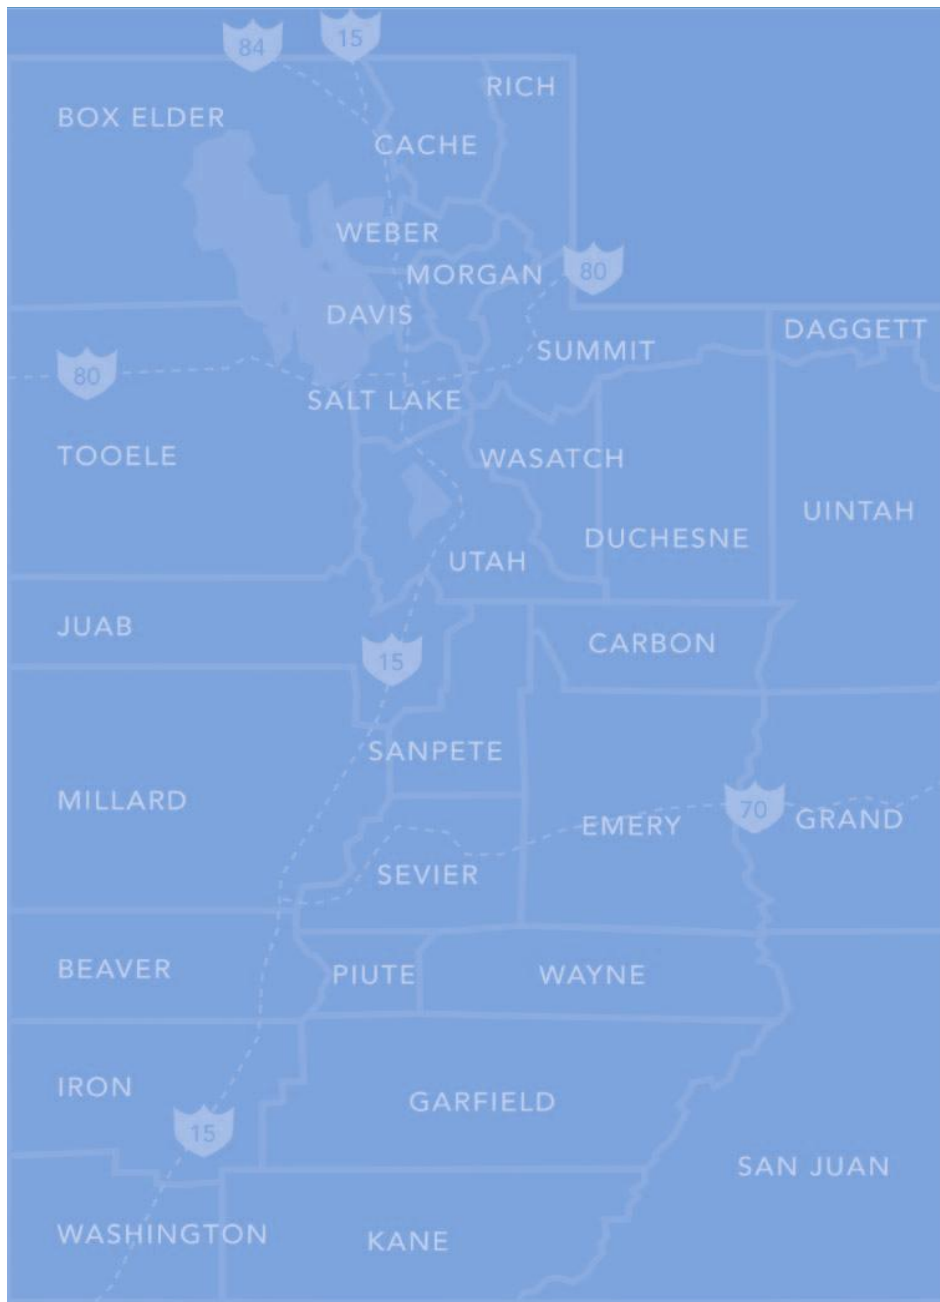 84
15
RICH
BOX ELDER
CACHE
WEBER
MORGAN
80
DAVIS
DAGGETT
SUMMIT
80
SALT LAKE
TOOELE
WASATCH
UINTAH
DUCHESNE
UTAH
JUAB
CARBON
15
SANPETE
MILLARD
70
EMERY
GRAND
SEVIER
BEAVER
PIUTE
WAYNE
IRON
GARFIELD
15
SAN JUAN
WASHINGTON
KANE